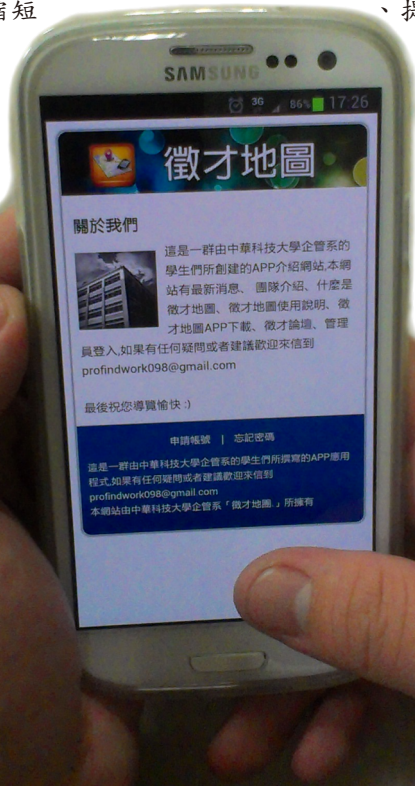 縮短
、提
SAMSUNG
3G 86% 17:26
徵才地圖
關於我們
這是一群由中華科技大學企管系的
學生們所創建的APP介紹網站,本網
站有最新消息、團隊介紹、什麼是
徵才地圖、徵才地圖使用說明、徵
才地圖APP下載、徵才論壇、管理
員登入,如果有任何疑問或者建議歡迎來信到
profindwork098@gmail.com
最後祝您導覽愉快 :)
申請帳號 | 忘記密碼
這是一群由中華科技大學企管系的學生們所撰寫的APP應用
程式,如果有任何疑問或者建議歡迎來信到
profindwork098@gmail.com
本網站由中華科技大學企管系「徵才地圖」所擁有